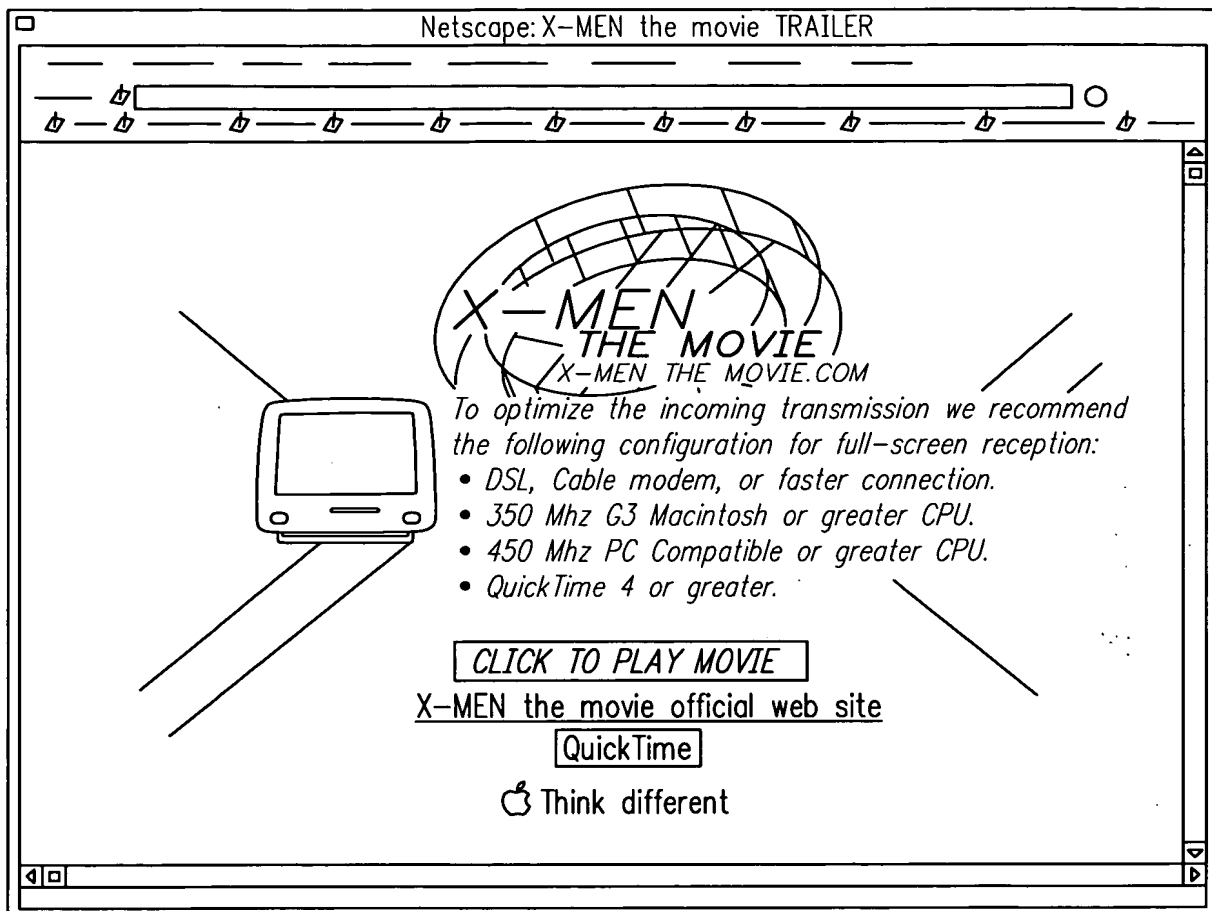 Netscape: X-MEN the movie TRAILER
X-MEN
THE MOVIE
X-MEN THE MOVIE.COM
To optimize the incoming transmission we recommend
the following configuration for full-screen reception:
• DSL, Cable modem, or faster connection.
• 350 Mhz G3 Macintosh or greater CPU.
• 450 Mhz PC Compatible or greater CPU.
• QuickTime 4 or greater.
CLICK TO PLAY MOVIE
X-MEN the movie official web site
QuickTime
Think different